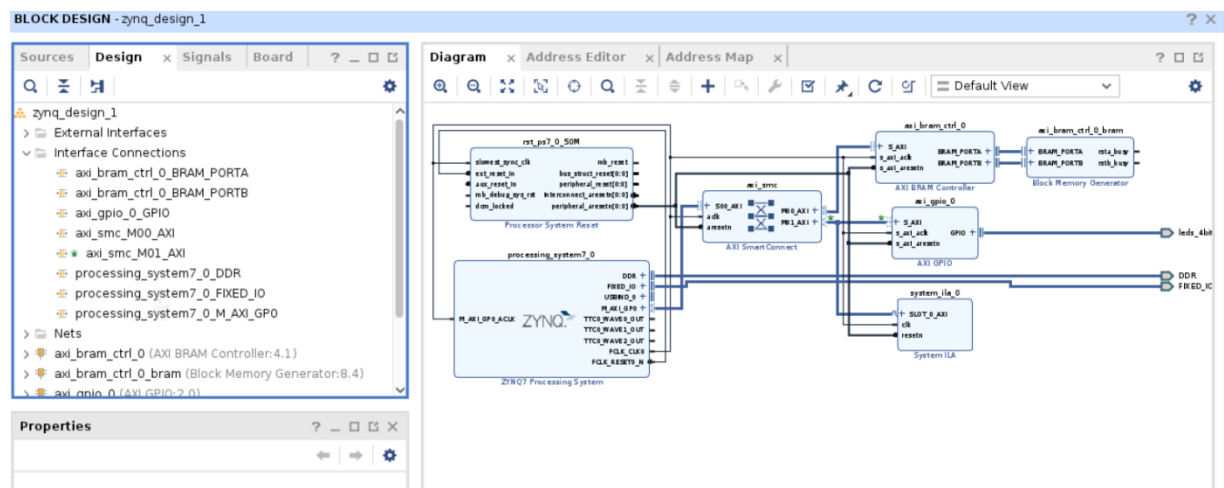 BLOCK DESIGN - zynq_design_1
Sources Design Signals Board
zynq_design_1
External Interfaces
Interface Connections
axi_bram_ctrl_0_BRAM_PORTA
axi_bram_ctrl_0_BRAM_PORTB
axi_gpio_0_GPIO
axi_smc_M00_AXI
axi_smc_M01_AXI
processing_system7_0_DDR
processing_system7_0_FIXED_IO
processing_system7_0_M_AXI_GP0
Nets
axi_bram_ctrl_0 (AXI BRAM Controller:4.1)
axi_bram_ctrl_0_bram (Block Memory Generator:8.4)
axi_gpio_0 (AXI GPIO:2.0)
Properties
Diagram Address Editor Address Map
Default View
rst_ps7_0_50M
slowest_sync_clk
ext_reset_in
aux_reset_in
mb_debug_sys_rst
dcm_locked
mb_reset
bus_struct_reset[0:0]
peripheral_reset[0:0]
interconnect_aresetn[0:0]
peripheral_aresetn[0:0]
Processor System Reset
processing_system7_0
M_AXI_GP0_ACLK
ZYNQ
DDR
FIXED_IO
USBIND_0
M_AXI_GP0
TTC0_WAVE0_OUT
TTC0_WAVE1_OUT
TTC0_WAVE2_OUT
FCLK_CLK0
FCLK_RESET0_N
ZYNQ7 Processing System
axi_smc
S00_AXI
aclk
aresetn
M00_AXI
M01_AXI
AXI SmartConnect
axi_bram_ctrl_0
S_AXI
s_axi_aclk
s_axi_aresetn
BRAM_PORTA
BRAM_PORTB
AXI BRAM Controller
axi_bram_ctrl_0_bram
BRAM_PORTA
BRAM_PORTB
rsta_busy
rstb_busy
Block Memory Generator
axi_gpio_0
S_AXI
s_axi_aclk
s_axi_aresetn
GPIO
AXI GPIO
system_ila_0
SLOT_0_AXI
clk
resetn
System ILA
leds_4bit
DDR
FIXED_IO